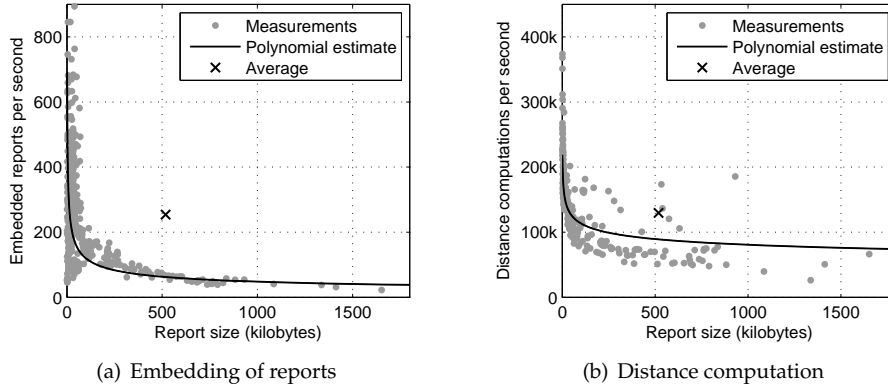 800
600
400
200
0
Embedded reports per second
0
500
1000
1500
Report size (kilobytes)
Measurements
Polynomial estimate
Average
(a) Embedding of reports
400k
300k
200k
100k
0
Distance computations per second
0
500
1000
1500
Report size (kilobytes)
Measurements
Polynomial estimate
Average
(b) Distance computation